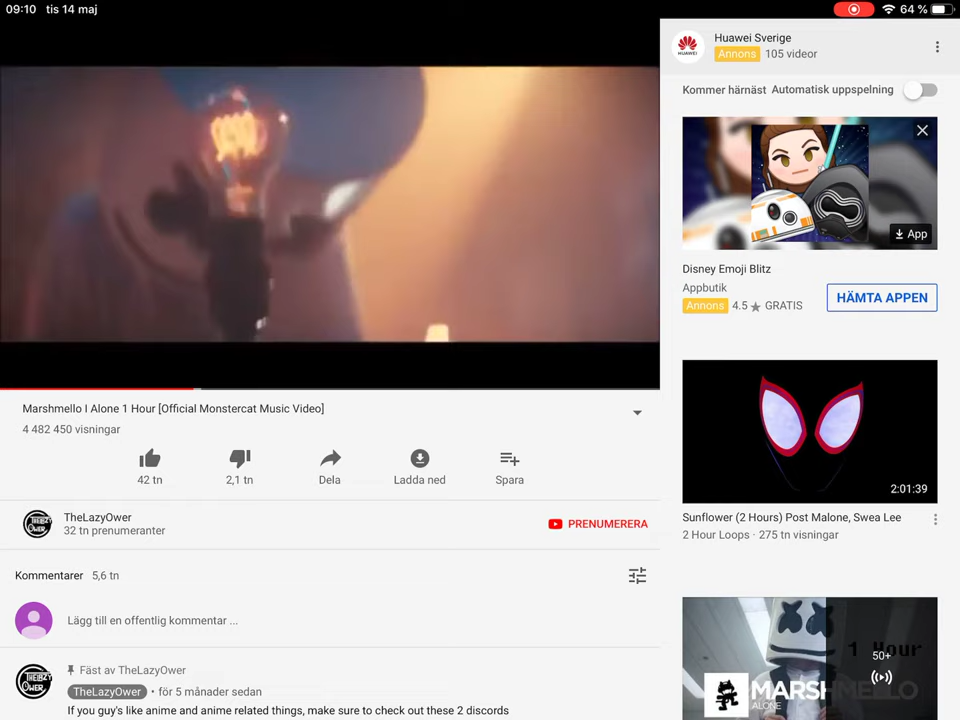 09:10 tis 14 maj
64 %
Huawei Sverige
HUAWEI
Annons 105 videor
Kommer härnäst Automatisk uppspelning
App
Disney Emoji Blitz
Appbutik
Annons 4.5 ★ GRATIS
HÄMTA APPEN
Marshmello I Alone 1 Hour [Official Monstercat Music Video]
4 482 450 visningar
42 tn
2,1 tn
Dela
Ladda ned
Spara
THELAZY OWER
TheLazyOwer
32 tn prenumeranter
PRENUMERERA
Kommentarer 5,6 tn
Lägg till en offentlig kommentar ...
THELAZY OWER
Fäst av TheLazyOwer
TheLazyOwer • för 5 månader sedan
If you guy's like anime and anime related things, make sure to check out these 2 discords
2:01:39
Sunflower (2 Hours) Post Malone, Swea Lee
2 Hour Loops · 275 tn visningar
1 Hour
50+
MARSHMELLO
ALONE